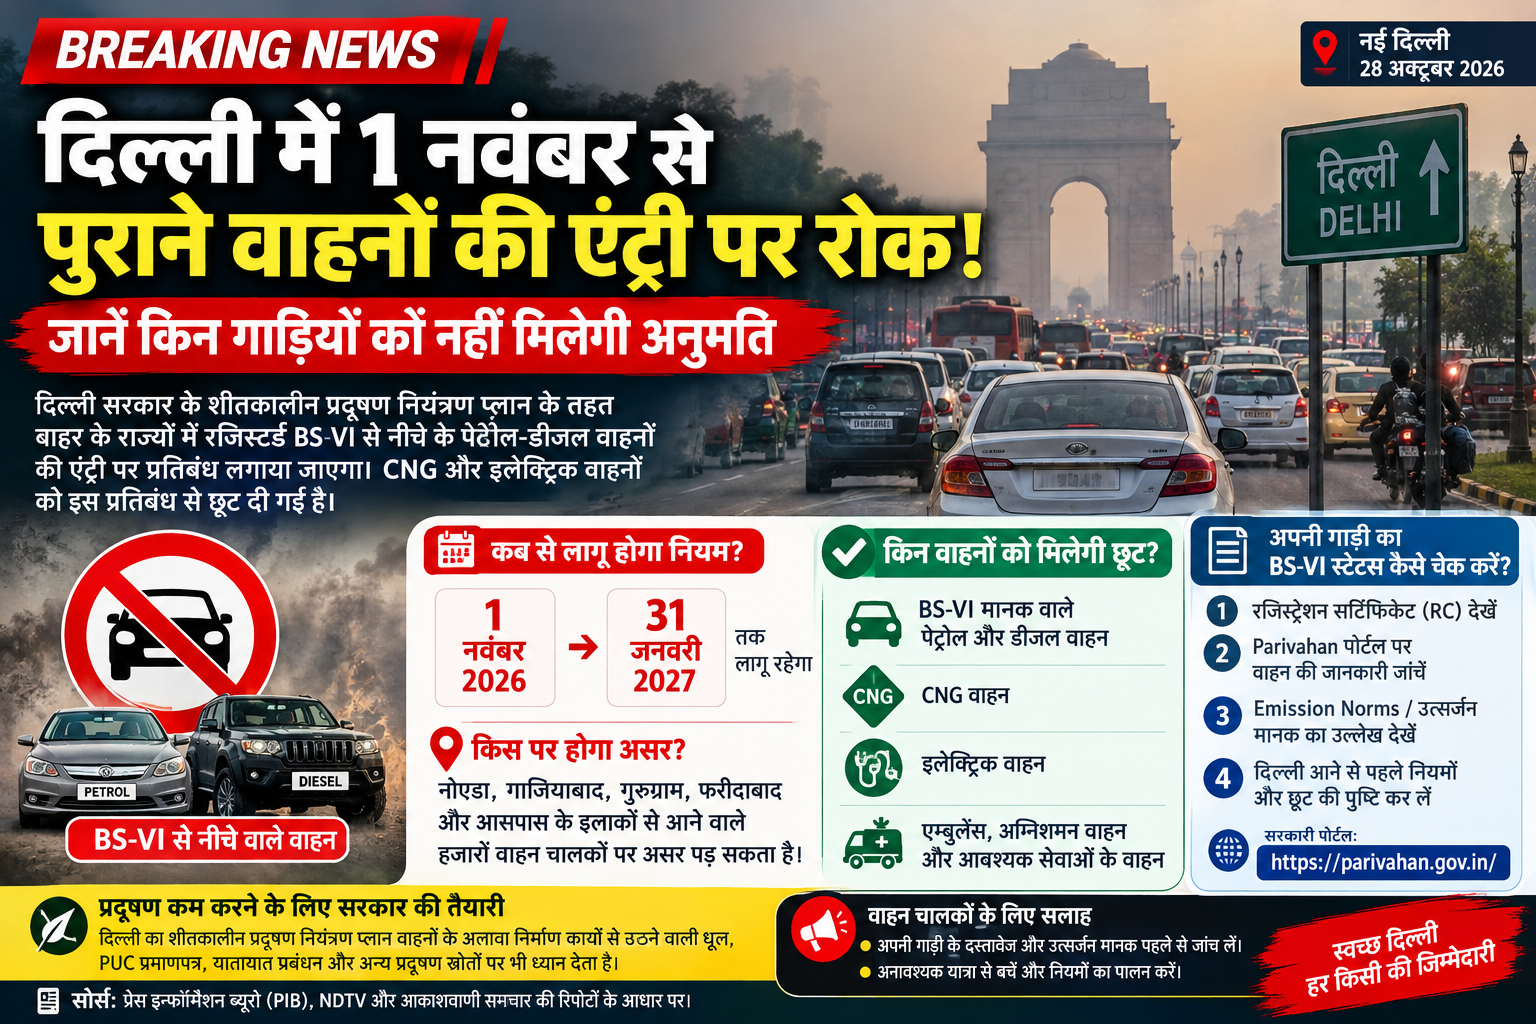 BREAKING NEWS
नई दिल्ली
28 अक्टूबर 2026
दिल्ली में 1 नवंबर से
पुराने वाहनों की एंट्री पर रोक!
जानें किन गाड़ियों कों नहीं मिलेगी अनुमति
दिल्ली
DELHI
दिल्ली सरकार के शीतकालीन प्रदूषण नियंत्रण प्लान के तहत
बाहर के राज्यों में रजिस्टर्ड BS-VI से नीचे के पेट्रोल-डीजल वाहनों
की एंट्री पर प्रतिबंध लगाया जाएगा। CNG और इलेक्ट्रिक वाहनों
को इस प्रतिबंध से छूट दी गई है।
PETROL
DIESEL
BS-VI से नीचे वाले वाहन
कब से लागू होगा नियम?
1
नवंबर
2026
31
जनवरी
2027
तक
लागू रहेगा
किस पर होगा असर?
नोएडा, गाजियाबाद, गुरुग्राम, फरीदाबाद
और आसपास के इलाकों से आने वाले
हजारों वाहन चालकों पर असर पड़ सकता है!
किन वाहनों को मिलेगी छूट?
BS-VI मानक वाले
पेट्रोल और डीजल वाहन
CNG
CNG वाहन
इलेक्ट्रिक वाहन
एम्बुलेंस, अग्निशमन वाहन
और आबश्यक सेवाओं के वाहन
अपनी गाड़ी का
BS-VI स्टेटस कैसे चेक करें?
1 रजिस्ट्रेशन सर्टिफिकेट (RC) देखें
2 Parivahan पोर्टल पर
वाहन की जानकारी जांचें
3 Emission Norms / उत्सर्जन
मानक का उल्लेख देखें
4 दिल्ली आने से पहले नियमों
और छूट की पुष्टि कर लें
सरकारी पोर्टल:
https://parivahan.gov.in/
प्रदूषण कम करने के लिए सरकार की तैयारी
दिल्ली का शीतकालीन प्रदूषण नियंत्रण प्लान वाहनों के अलावा निर्माण कार्यों से उठने वाली धूल,
PUC प्रमाणपत्र, यातायात प्रबंधन और अन्य प्रदूषण स्रोतों पर भी ध्यान देता है।
वाहन चालकों के लिए सलाह
• अपनी गाड़ी के दस्तावेज और उत्सर्जन मानक पहले से जांच लें।
• अनावश्यक यात्रा से बचें और नियमों का पालन करें।
स्वच्छ दिल्ली
हर किसी की जिम्मेदारी
सोर्स: प्रेस इन्फॉर्मेशन ब्यूरो (PIB), NDTV और आकाशवाणी समचार की रिपोर्टों के आधार पर।